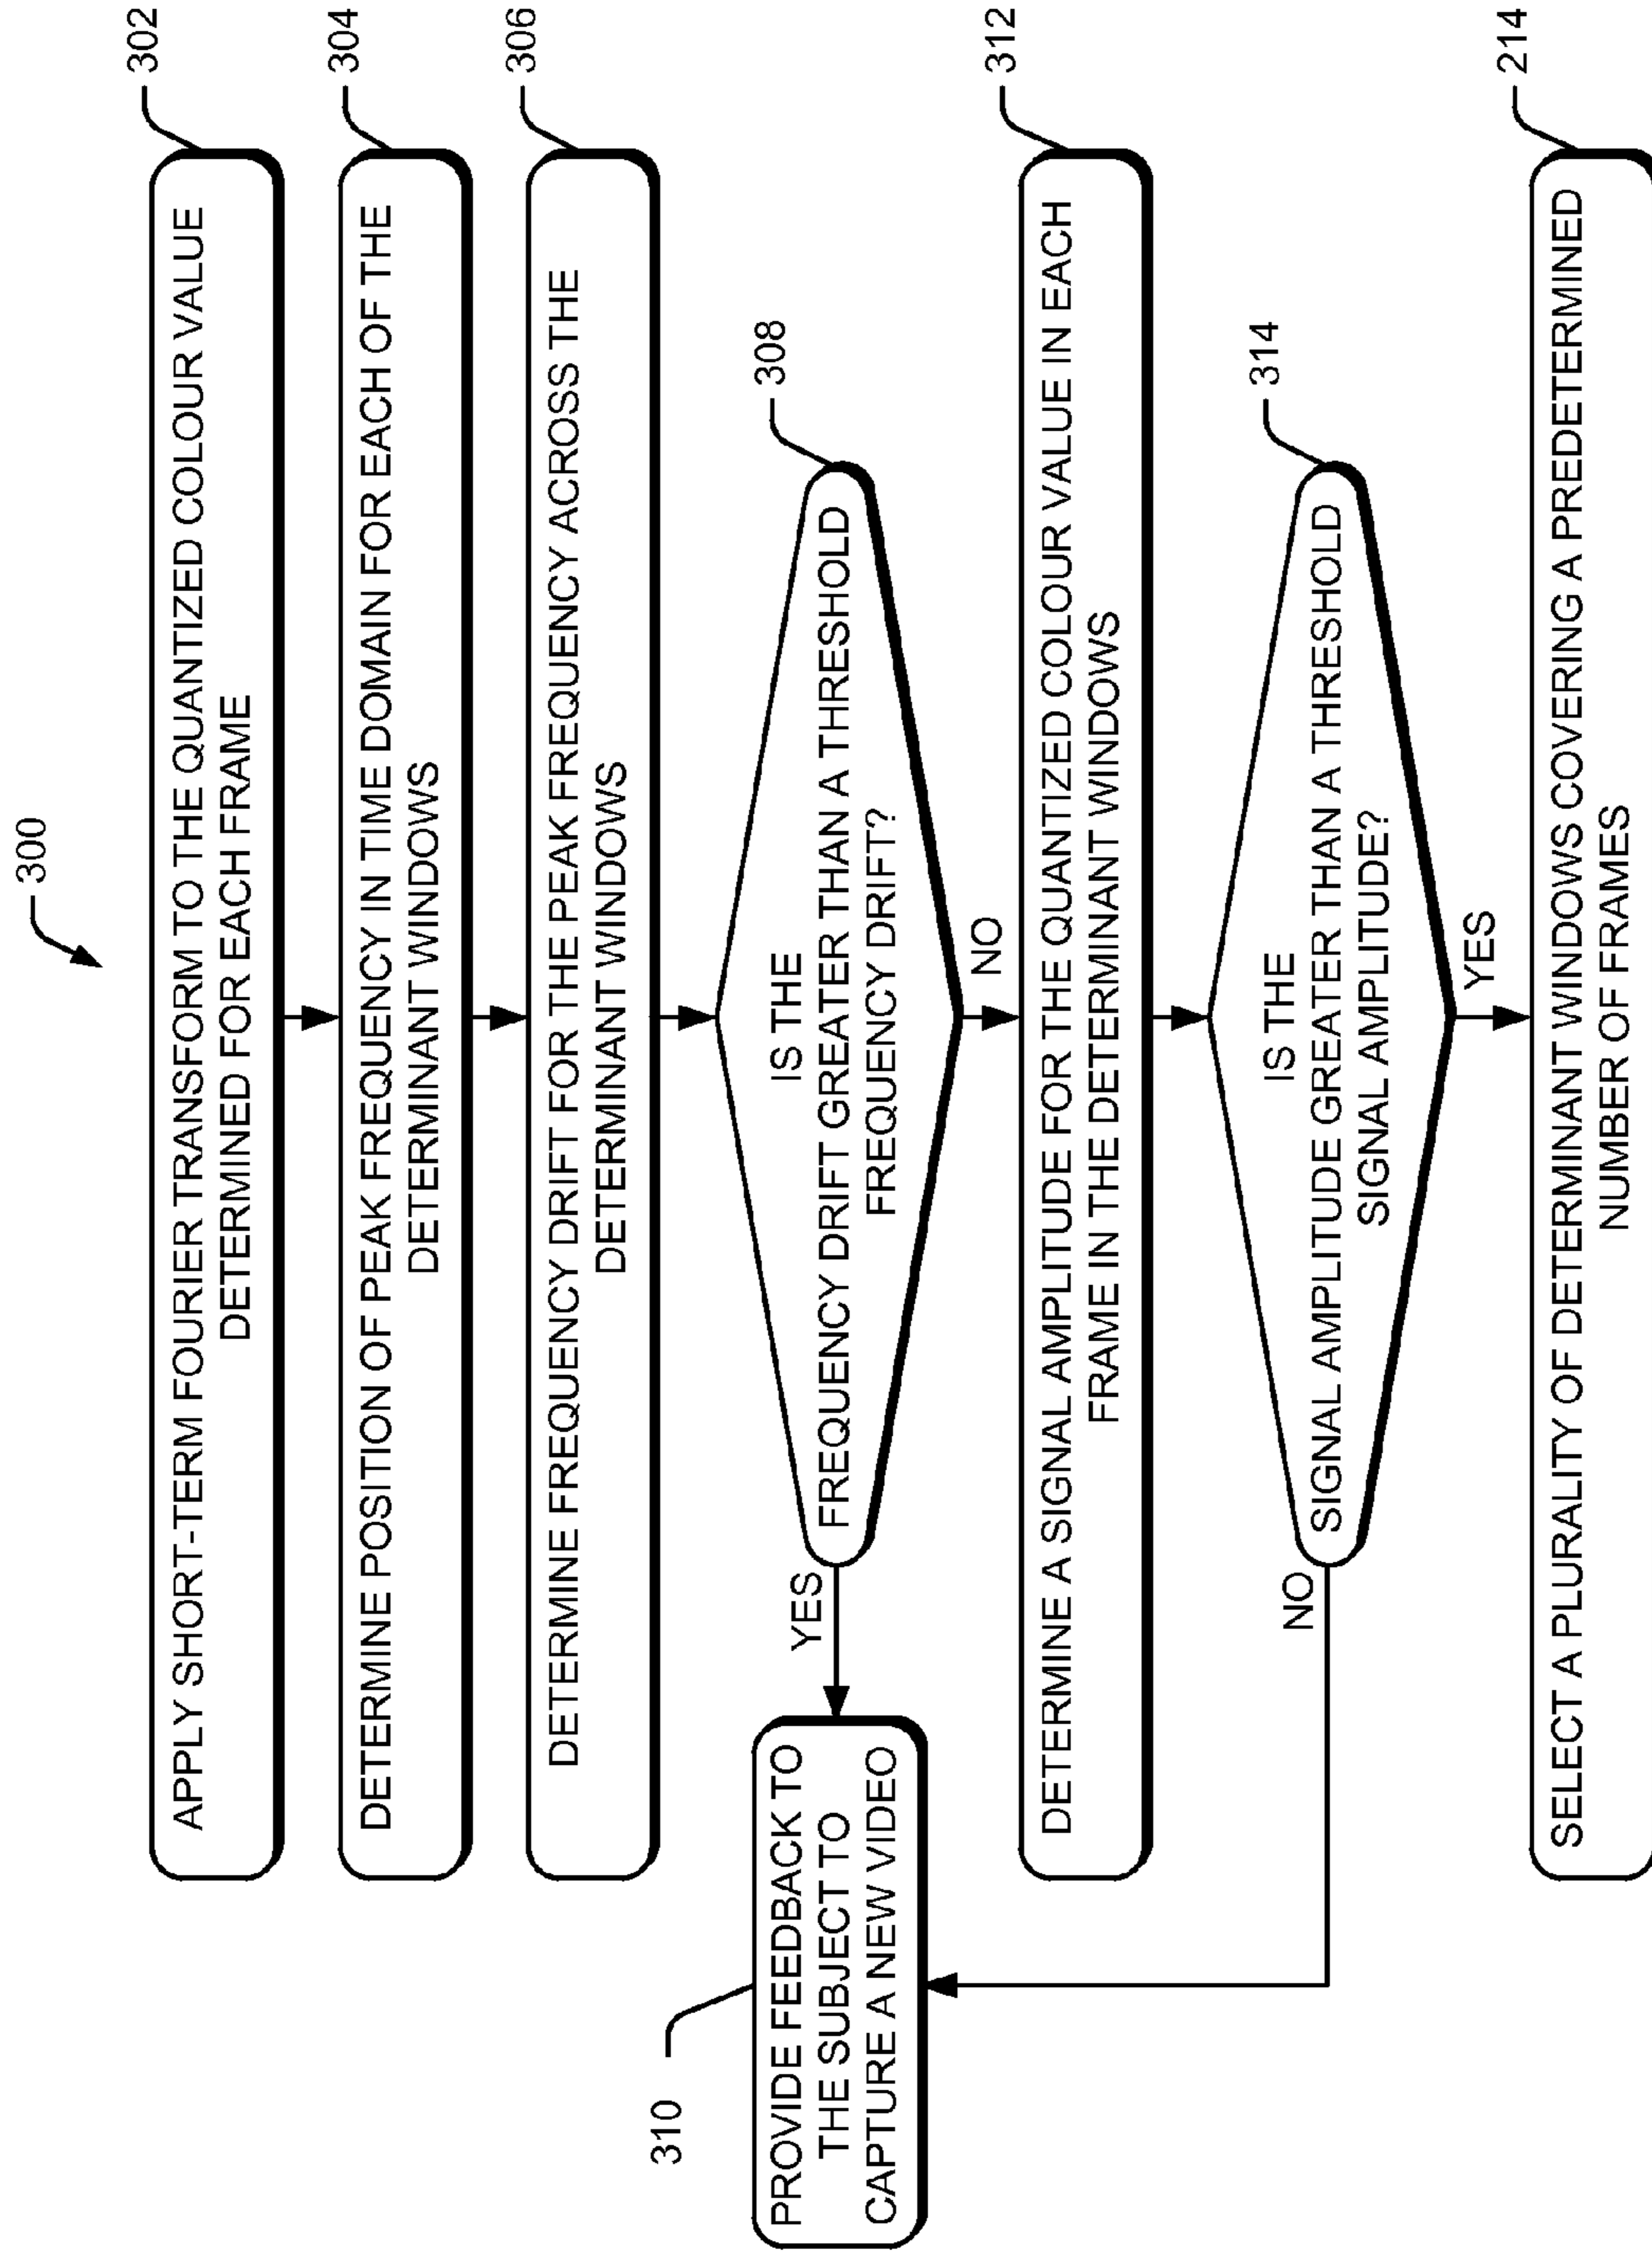 300
302
APPLY SHORT-TERM FOURIER TRANSFORM TO THE QUANTIZED COLOUR VALUE
DETERMINED FOR EACH FRAME
304
DETERMINE POSITION OF PEAK FREQUENCY IN TIME DOMAIN FOR EACH OF THE
DETERMINANT WINDOWS
306
DETERMINE FREQUENCY DRIFT FOR THE PEAK FREQUENCY ACROSS THE
DETERMINANT WINDOWS
308
IS THE
FREQUENCY DRIFT GREATER THAN A THRESHOLD
FREQUENCY DRIFT?
YES
NO
310
PROVIDE FEEDBACK TO
THE SUBJECT TO
CAPTURE A NEW VIDEO
312
DETERMINE A SIGNAL AMPLITUDE FOR THE QUANTIZED COLOUR VALUE IN EACH
FRAME IN THE DETERMINANT WINDOWS
314
IS THE
SIGNAL AMPLITUDE GREATER THAN A THRESHOLD
SIGNAL AMPLITUDE?
NO
YES
214
SELECT A PLURALITY OF DETERMINANT WINDOWS COVERING A PREDETERMINED
NUMBER OF FRAMES